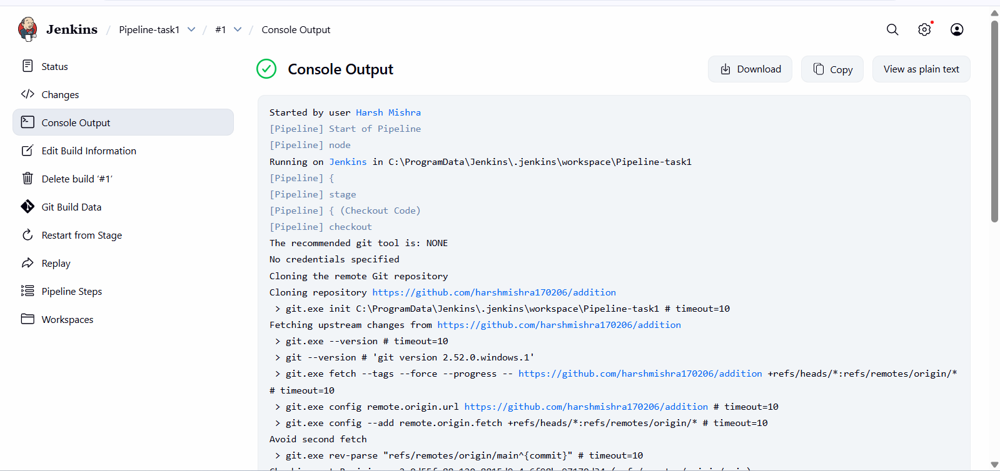 Jenkins / Pipeline-task1 / #1 / Console Output
Status
Changes
Console Output
Edit Build Information
Delete build ‘#1’
Git Build Data
Restart from Stage
Replay
Pipeline Steps
Workspaces
Console Output
Download
Copy
View as plain text
Started by user Harsh Mishra
[Pipeline] Start of Pipeline
[Pipeline] node
Running on Jenkins in C:\ProgramData\Jenkins\.jenkins\workspace\Pipeline-task1
[Pipeline] {
[Pipeline] stage
[Pipeline] { (Checkout Code)
[Pipeline] checkout
The recommended git tool is: NONE
No credentials specified
Cloning the remote Git repository
Cloning repository https://github.com/harshmishra170206/addition
> git.exe init C:\ProgramData\Jenkins\.jenkins\workspace\Pipeline-task1 # timeout=10
Fetching upstream changes from https://github.com/harshmishra170206/addition
> git.exe --version # timeout=10
> git --version # 'git version 2.52.0.windows.1'
> git.exe fetch --tags --force --progress -- https://github.com/harshmishra170206/addition +refs/heads/*:refs/remotes/origin/*
# timeout=10
> git.exe config remote.origin.url https://github.com/harshmishra170206/addition # timeout=10
> git.exe config --add remote.origin.fetch +refs/heads/*:refs/remotes/origin/* # timeout=10
Avoid second fetch
> git.exe rev-parse "refs/remotes/origin/main^{commit}" # timeout=10